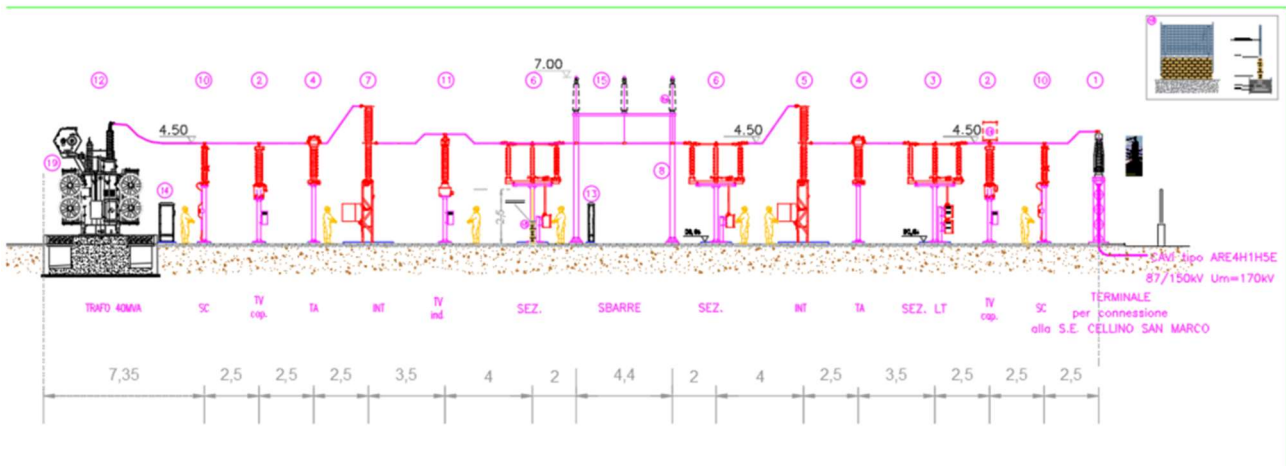 12 10 2 4 7 11 6 15 6 5 4 3 2 10 1
7.00
4.50 4.50 4.50
19
14
13
8
2,5
TRAFO 40MVA SC TV cap. TA INT TV ind. SEZ. SBARRE SEZ. INT TA SEZ. LT TV cap. SC
CAVI tipo ARE4H1H5E
87/150kV Um=170kV
TERMINALE
per connessione
alla S.E. CELLINO SAN MARCO
7,35 2,5 2,5 2,5 3,5 4 2 4,4 2 4 2,5 3,5 2,5 2,5 2,5